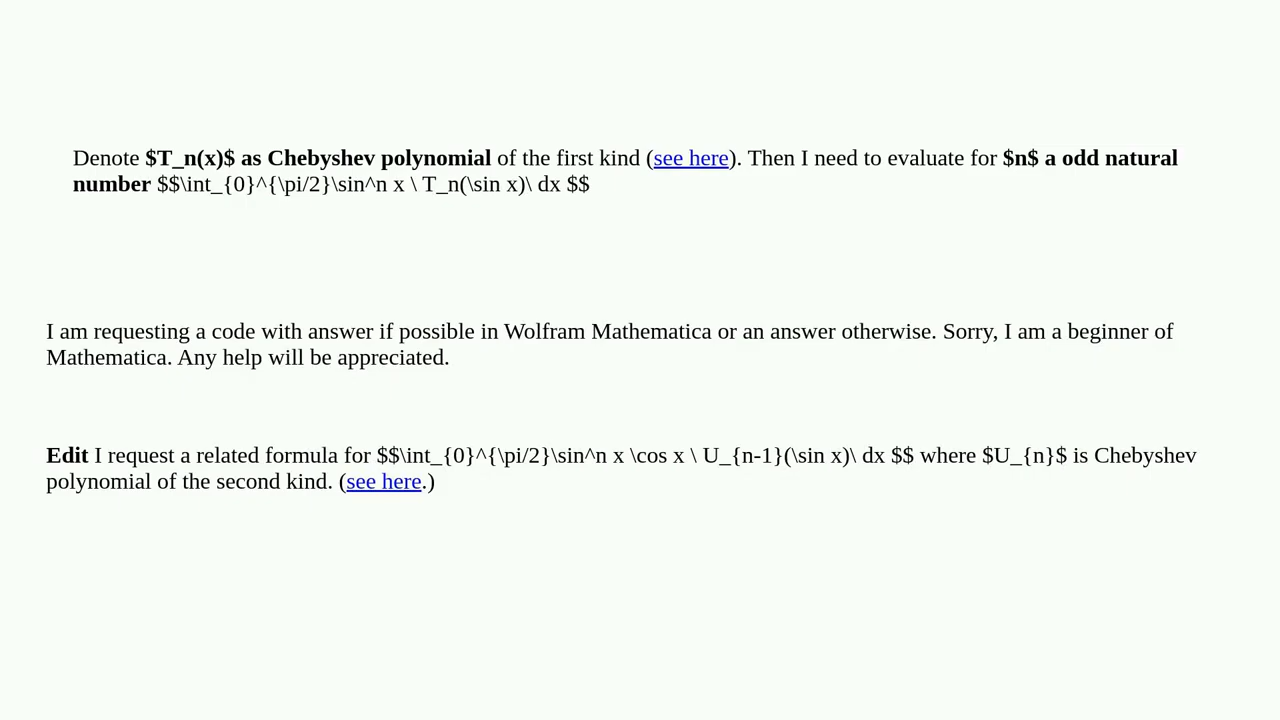 Denote $T_n(x)$ as Chebyshev polynomial of the first kind (see here). Then I need to evaluate for $n$ a odd natural
number $$\int_{0}^{\pi/2}\sin^n x \ T_n(\sin x)\ dx $$
I am requesting a code with answer if possible in Wolfram Mathematica or an answer otherwise. Sorry, I am a beginner of
Mathematica. Any help will be appreciated.
Edit I request a related formula for $$\int_{0}^{\pi/2}\sin^n x \cos x \ U_{n-1}(\sin x)\ dx $$ where $U_{n}$ is Chebyshev
polynomial of the second kind. (see here.)